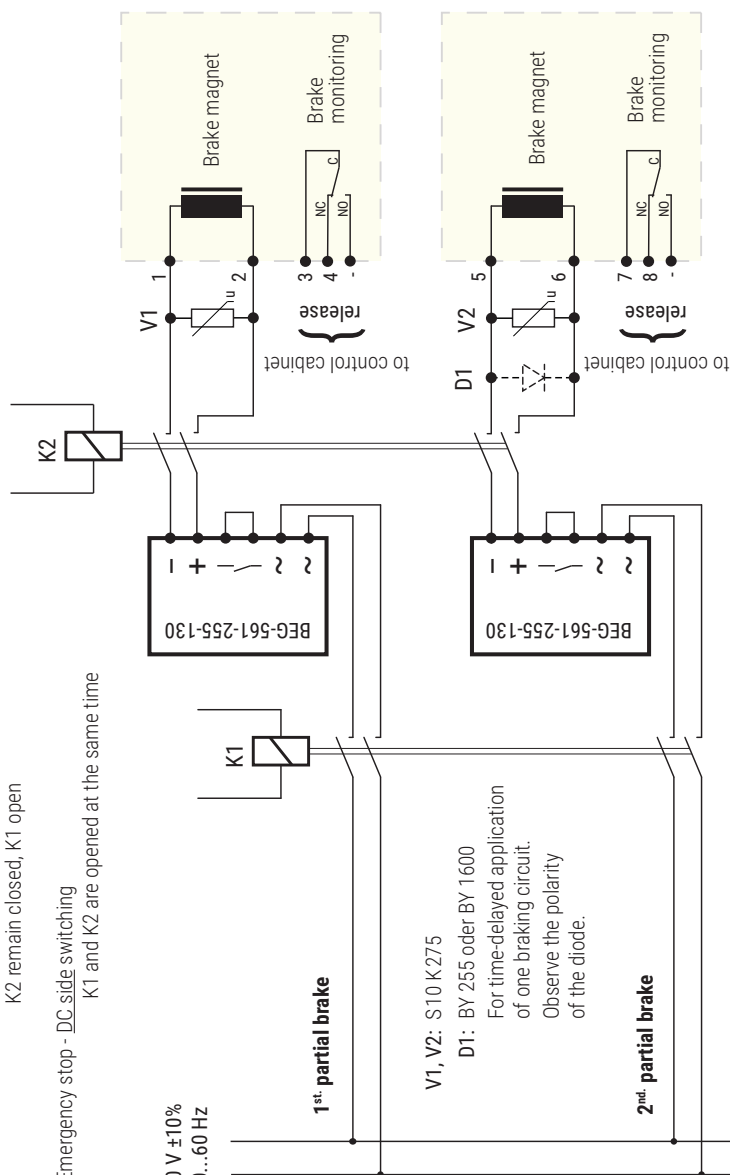 K2 remain closed, K1 open
Emergency stop - DC side switching
K1 and K2 are opened at the same time
0 V ±10%
...60 Hz
1st. partial brake
V1, V2: S10 K275
D1: BY 255 oder BY 1600
For time-delayed application
of one braking circuit.
Observe the polarity
of the diode.
2nd. partial brake
K1
K2
BEG-561-255-130
– + ~ ~
BEG-561-255-130
– + ~ ~
V1
u
1
2
3
4
-
Brake magnet
NC
NO
C
Brake
monitoring
release
to control cabinet
D1
V2
u
5
6
7
8
-
Brake magnet
NC
NO
C
Brake
monitoring
release
to control cabinet